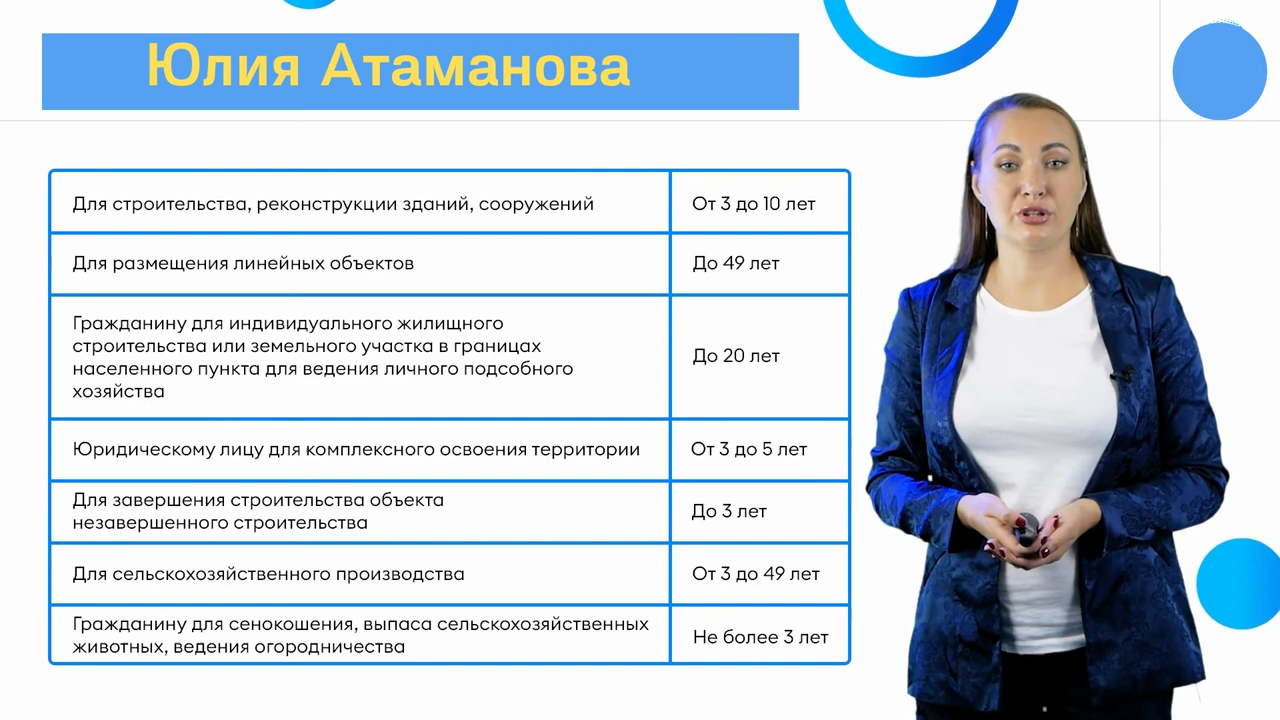 Юлия Атаманова
Для строительства, реконструкции зданий, сооружений
От 3 до 10 лет
Для размещения линейных объектов
До 49 лет
Гражданину для индивидуального жилищного
строительства или земельного участка в границах
населенного пункта для ведения личного подсобного
хозяйства
До 20 лет
Юридическому лицу для комплексного освоения территории
От 3 до 5 лет
Для завершения строительства объекта
незавершенного строительства
До 3 лет
Для сельскохозяйственного производства
От 3 до 49 лет
Гражданину для сенокошения, выпаса сельскохозяйственных
животных, ведения огородничества
Не более 3 лет